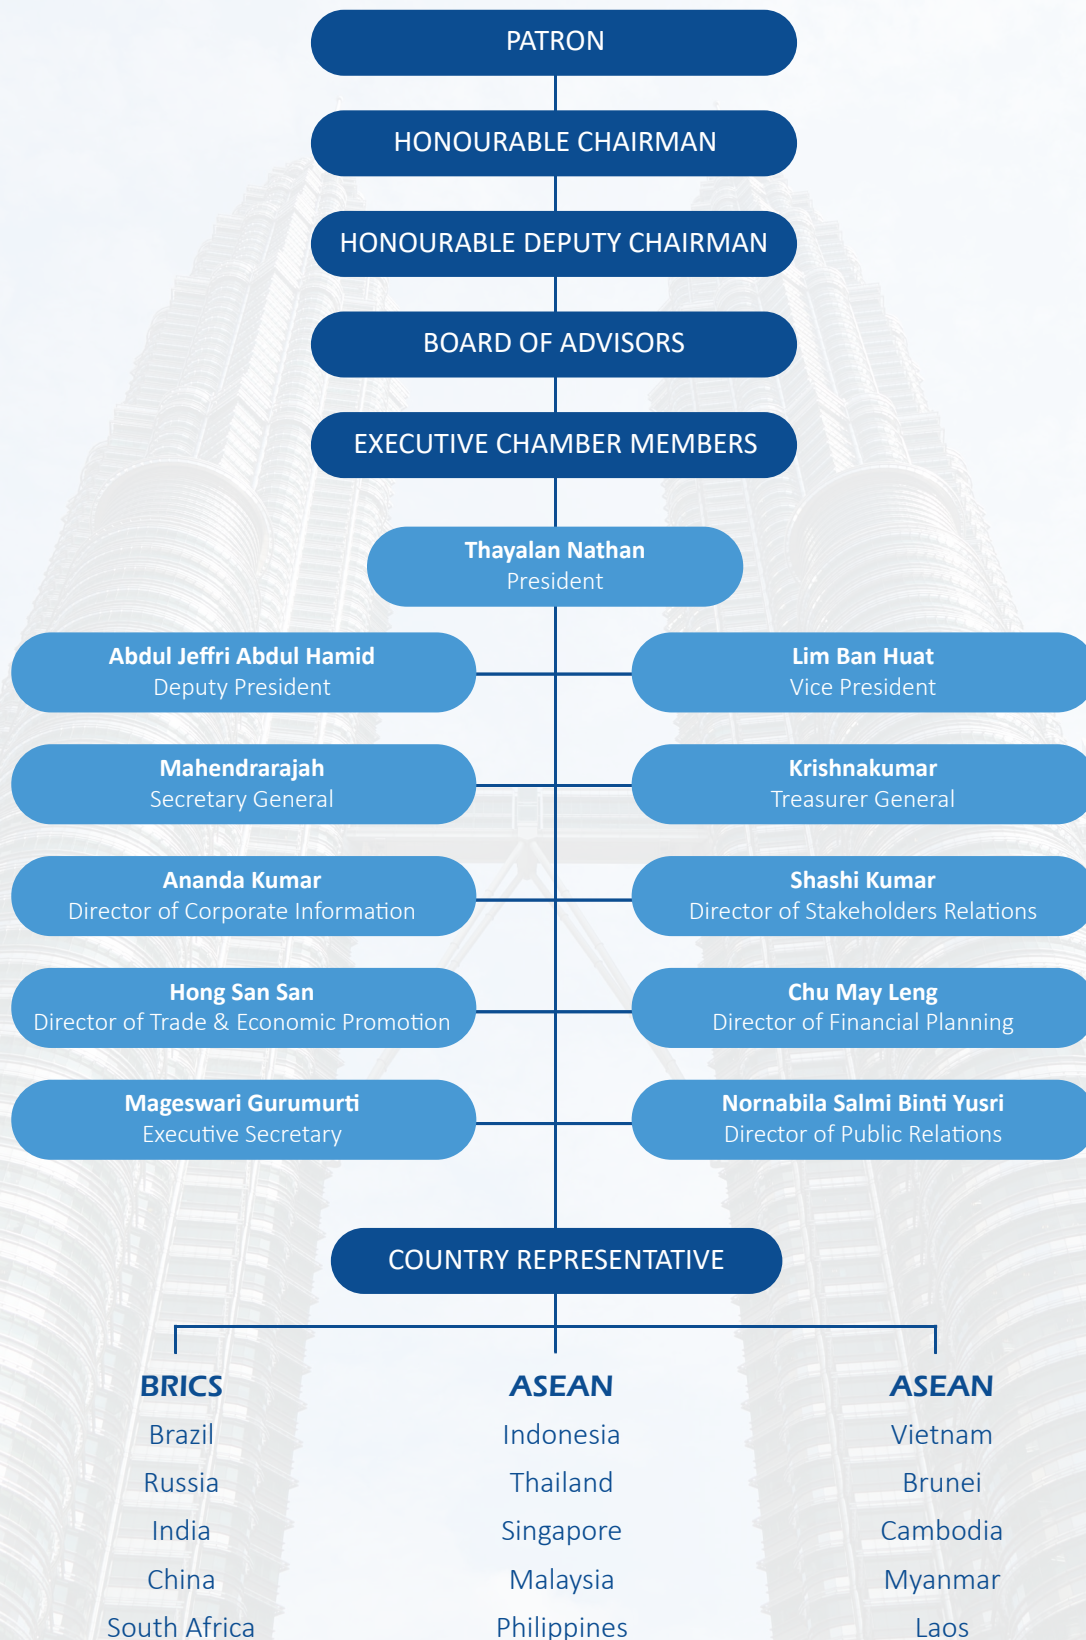 PATRON
HONOURABLE CHAIRMAN
HONOURABLE DEPUTY CHAIRMAN
BOARD OF ADVISORS
EXECUTIVE CHAMBER MEMBERS
Thayalan Nathan
President
Abdul Jeffri Abdul Hamid
Deputy President
Lim Ban Huat
Vice President
Mahendrarajah
Secretary General
Krishnakumar
Treasurer General
Ananda Kumar
Director of Corporate Information
Shashi Kumar
Director of Stakeholders Relations
Hong San San
Director of Trade & Economic Promotion
Chu May Leng
Director of Financial Planning
Mageswari Gurumurti
Executive Secretary
Nornabila Salmi Binti Yusri
Director of Public Relations
COUNTRY REPRESENTATIVE
BRICS
Brazil
Russia
India
China
South Africa
ASEAN
Indonesia
Thailand
Singapore
Malaysia
Philippines
ASEAN
Vietnam
Brunei
Cambodia
Myanmar
Laos